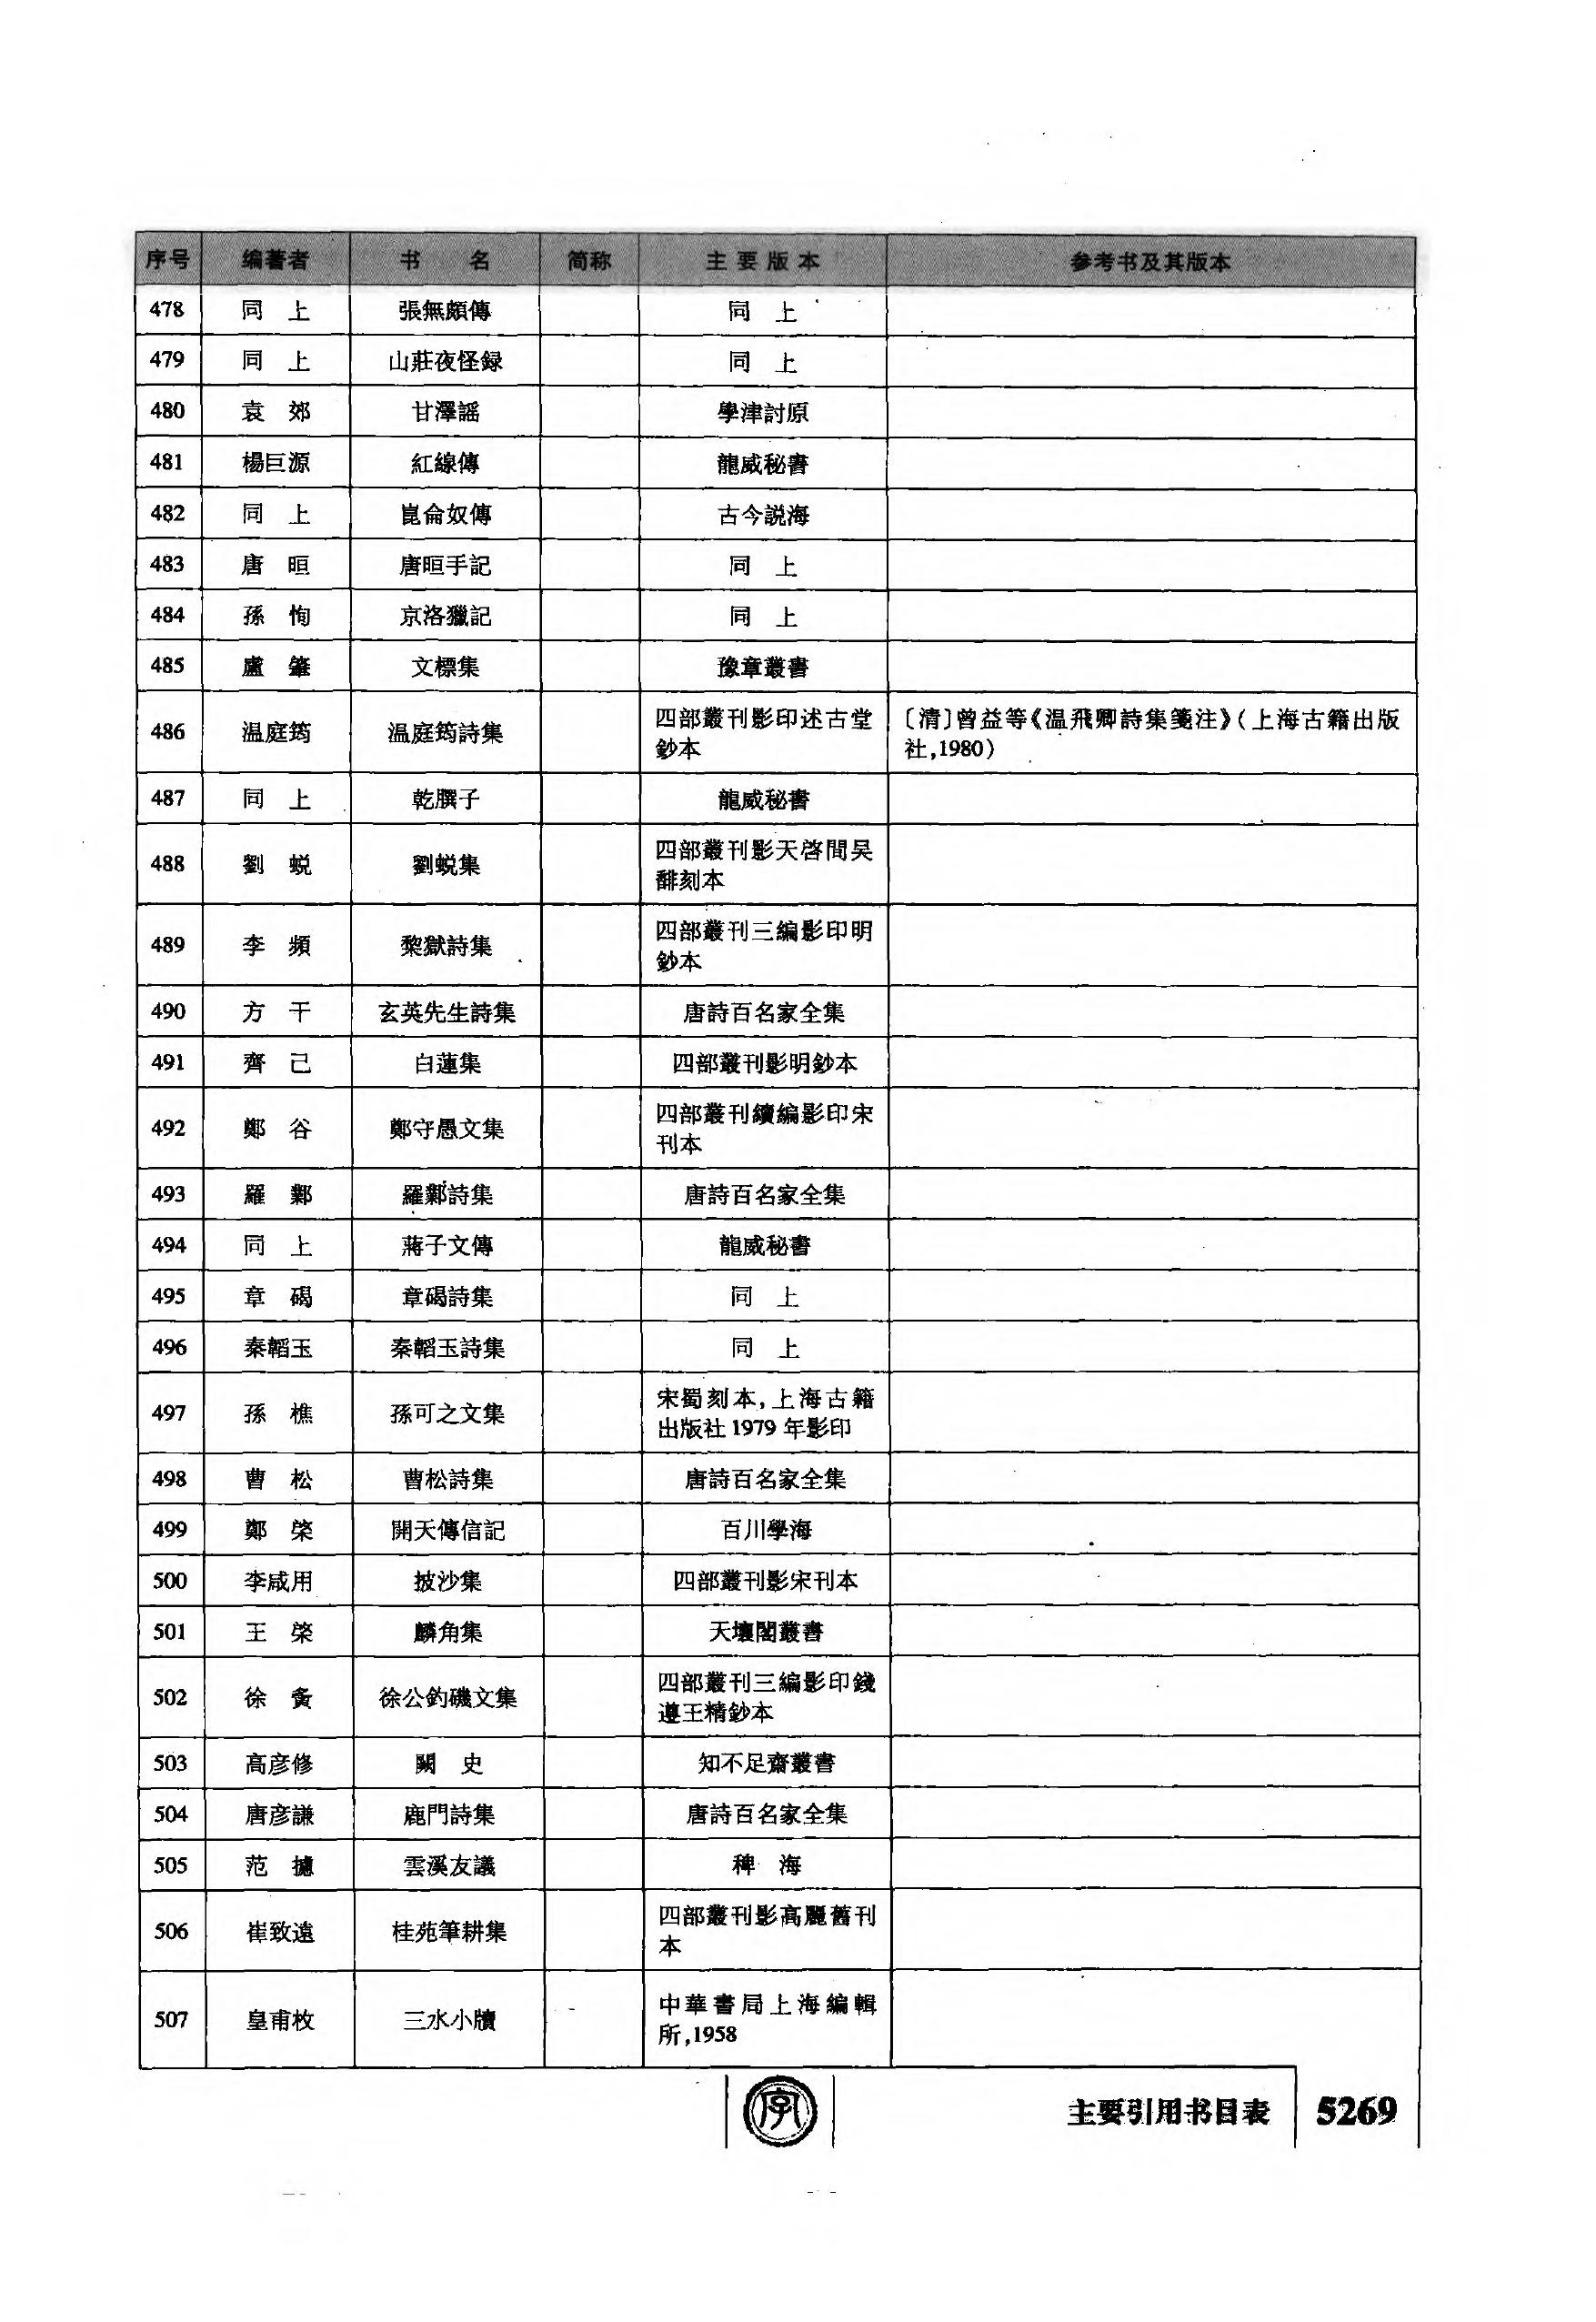 序号 编著者 书名 简称 主要版本 参考书及其版本
478 同上 張無頗傳 同上
479 同上 山莊夜怪録 同上
480 袁郊 甘澤謡 學津討原
481 楊巨源 紅線傳 龍威秘書
482 同上 崑侖奴傳 古今説海
483 唐晅 唐晅手記 同上
484 孫恂 京洛獵記 同上
485 盧肇 文標集 豫章叢書
486 温庭筠 温庭筠詩集 四部叢刊影印述古堂 〔清〕曾益等《温飛卿詩集箋注》(上海古籍出版
鈔本 社,1980)
487 同上 乾𦠆子 龍威秘書
488 劉蜕 劉蜕集 四部叢刊影天啓間吴
馡刻本
489 李頻 黎獄詩集 四部叢刊三編影印明
鈔本
490 方干 玄英先生詩集 唐詩百名家全集
491 齊己 白蓮集 四部叢刊影明鈔本
492 鄭谷 鄭守愚文集 四部叢刊續編影印宋
刊本
493 羅鄴 羅鄴詩集 唐詩百名家全集
494 同上 蔣子文傳 龍威秘書
495 章碣 章碣詩集 同上
496 秦韜玉 秦韜玉詩集 同上
497 孫樵 孫可之文集 宋蜀刻本,上海古籍
出版社1979年影印
498 曹松 曹松詩集 唐詩百名家全集
499 鄭棨 開天傳信記 百川學海
500 李咸用 披沙集 四部叢刊影宋刊本
501 王棨 麟角集 天壤閣叢書
502 徐夤 徐公釣磯文集 四部叢刊三編影印錢
遵王精鈔本
503 高彦修 闕史 知不足齋叢書
504 唐彦謙 鹿門詩集 唐詩百名家全集
505 范攄 雲溪友議 稗海
506 崔致遠 桂苑筆耕集 四部叢刊影高麗舊刊
本
507 皇甫枚 三水小牘 中華書局上海編輯
所,1958
字
主要引用书目表 5269